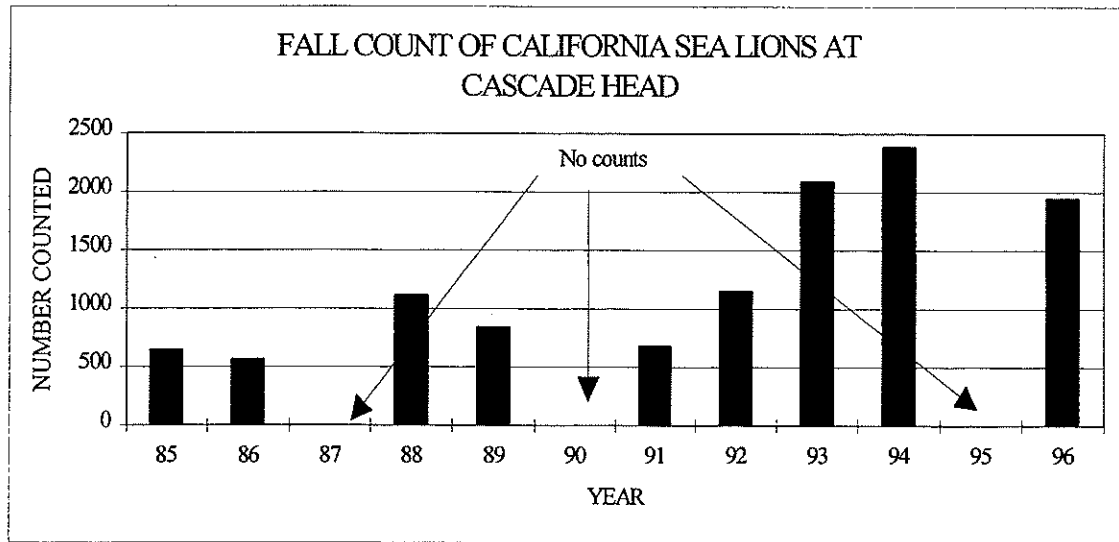 FALL COUNT OF CALIFORNIA SEA LIONS AT
CASCADE HEAD
NUMBER COUNTED
2500
2000
1500
1000
500
0
No counts
85 86 87 88 89 90 91 92 93 94 95 96
YEAR